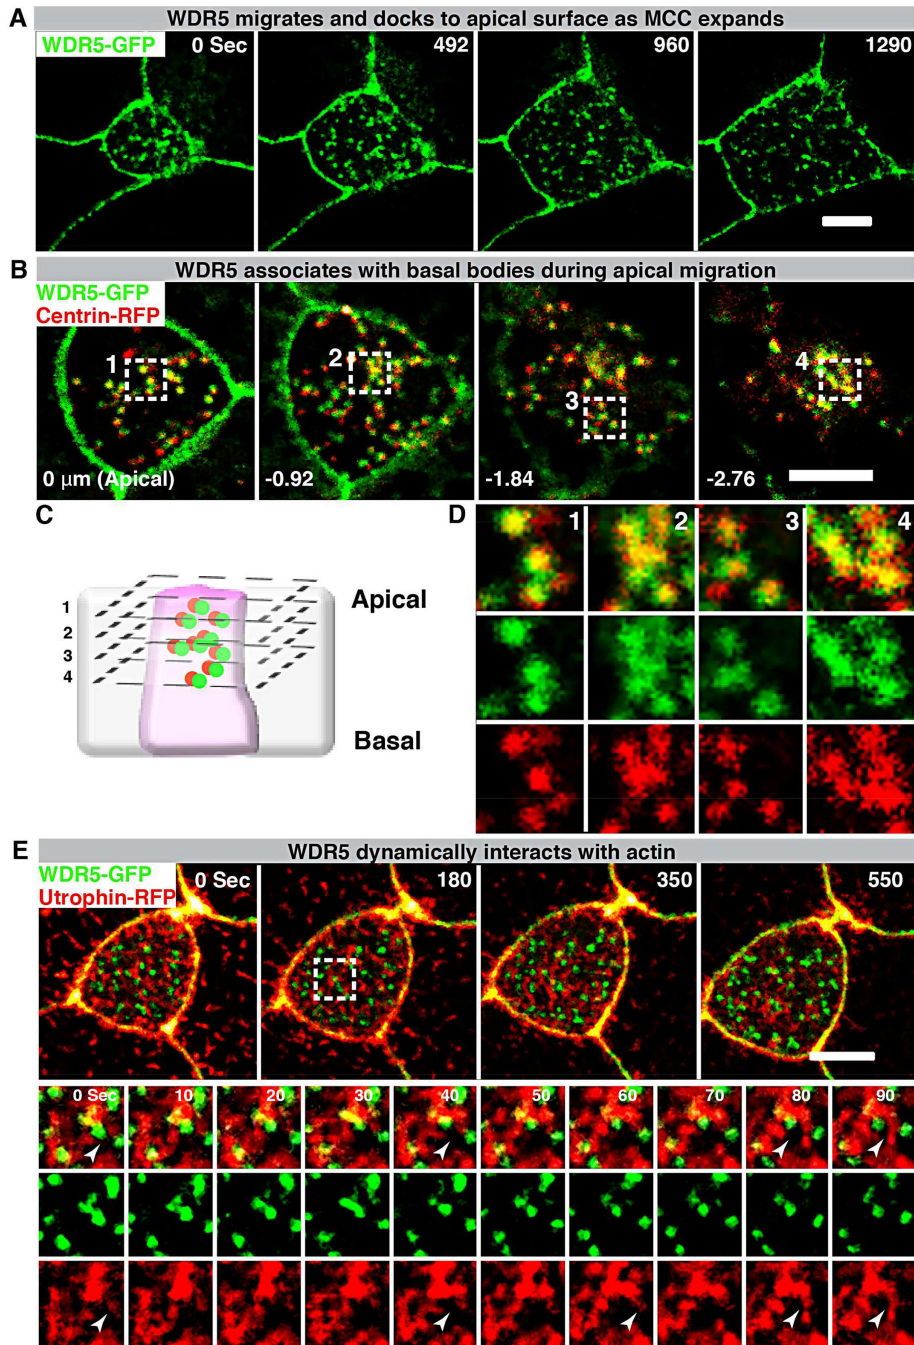 A
WDR5 migrates and docks to apical surface as MCC expands
WDR5-GFP
0 Sec
492
960
1290
B
WDR5 associates with basal bodies during apical migration
WDR5-GFP
Centrin-RFP
1
2
3
4
0 µm (Apical)
-0.92
-1.84
-2.76
C
1
2
3
4
Apical
Basal
D
1
2
3
4
E
WDR5 dynamically interacts with actin
WDR5-GFP
Utrophin-RFP
0 Sec
180
350
550
0 Sec
10
20
30
40
50
60
70
80
90